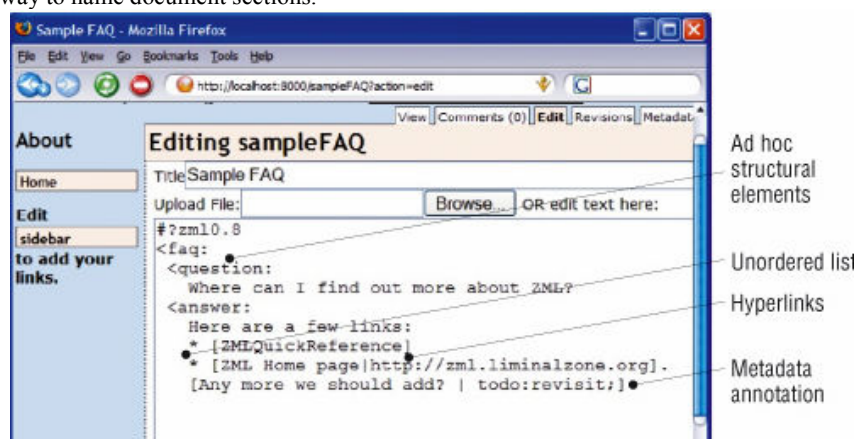 way to name document sections.
Sample FAQ - Mozilla Firefox
File Edit View Go Bookmarks Tools Help
http://localhost:8000/sampleFAQ?action=edit
View Comments (0) Edit Revisions Metadat
About
Home
Edit
sidebar
to add your
links.
Editing sampleFAQ
Title Sample FAQ
Upload File: Browse... OR edit text here:
#?zml0.8
<faq:
<question:
Where can I find out more about ZML?
<answer:
Here are a few links:
* [ZMLQuickReference]
* [ZML Home page|http://zml.liminalzone.org].
[Any more we should add? | todo:revisit;]
Ad hoc
structural
elements
Unordered list
Hyperlinks
Metadata
annotation